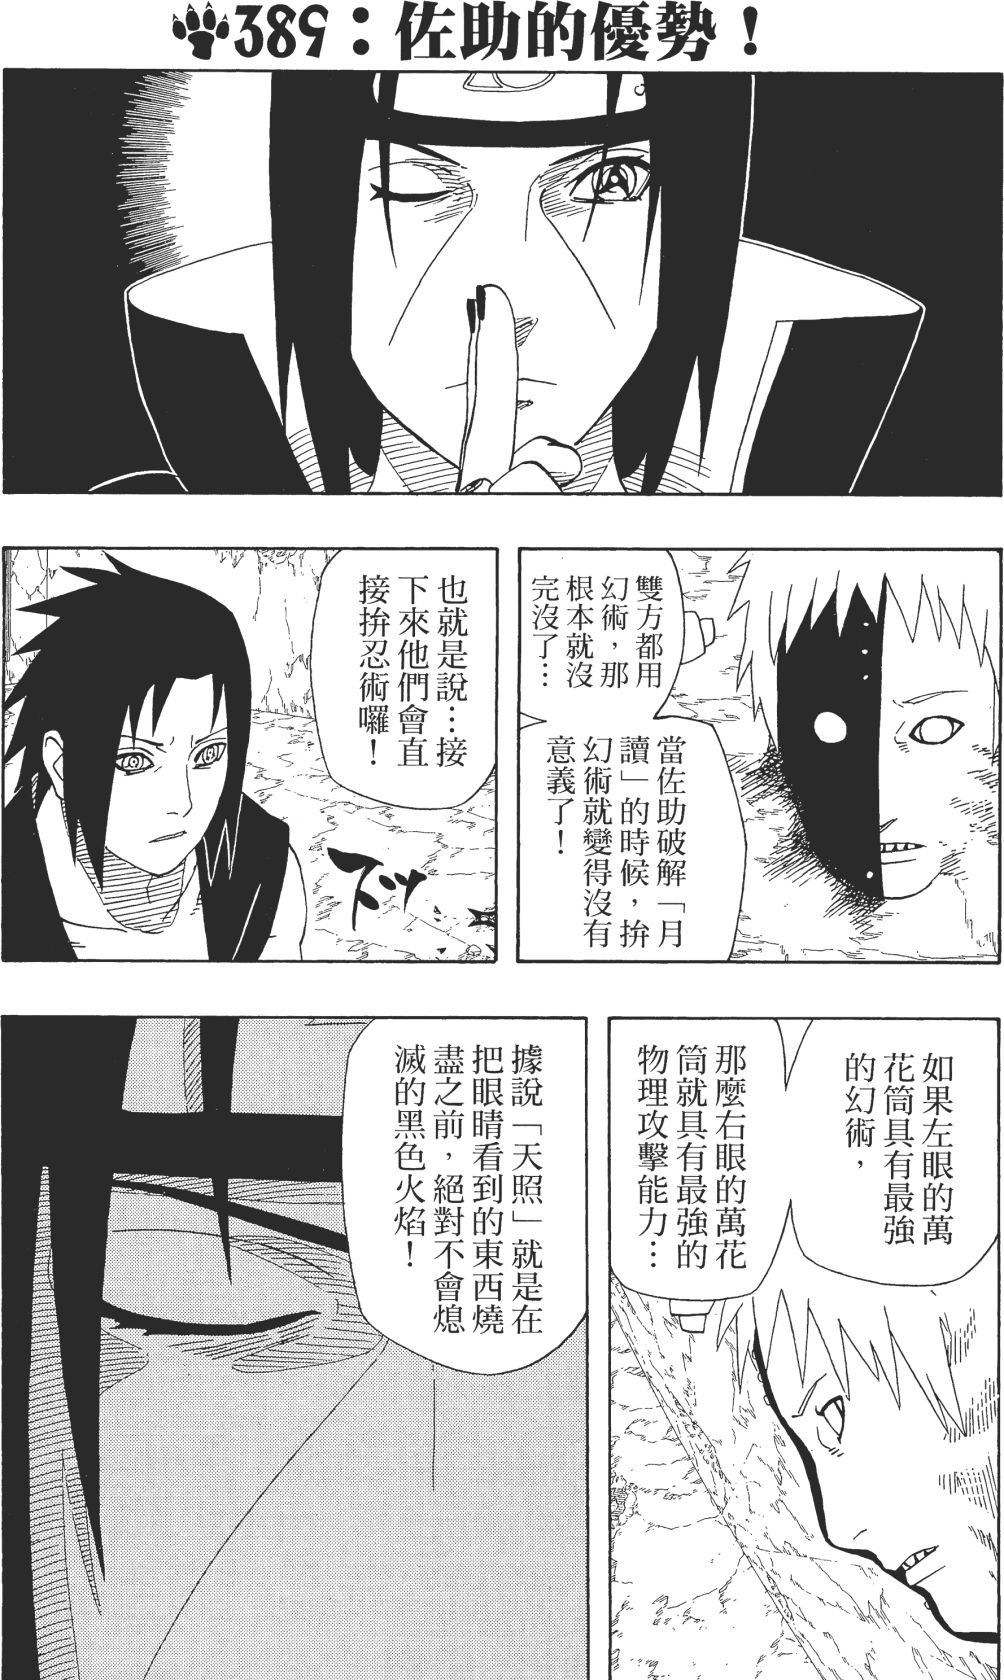 389：佐助的優勢！
雙方都用
幻術，那
根本就沒
完沒了…
當佐助破解「月
讀」的時候，拚
幻術就變得沒有
意義了！
也就是說…接
下來他們會直
接拚忍術囉！
如果左眼的萬
花筒具有最強
的幻術，
那麼右眼的萬花
筒就具有最強的
物理攻擊能力…
據說「天照」就是在
把眼睛看到的東西燒
盡之前，絕對不會熄
滅的黑色火焰！